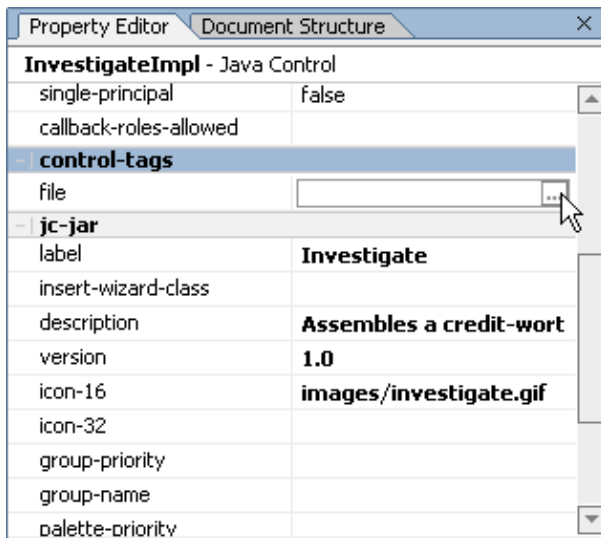 Property Editor Document Structure
InvestigateImpl - Java Control
single-principal false
callback-roles-allowed
control-tags
file ...
jc-jar
label Investigate
insert-wizard-class
description Assembles a credit-wort
version 1.0
icon-16 images/investigate.gif
icon-32
group-priority
group-name
palette-priority